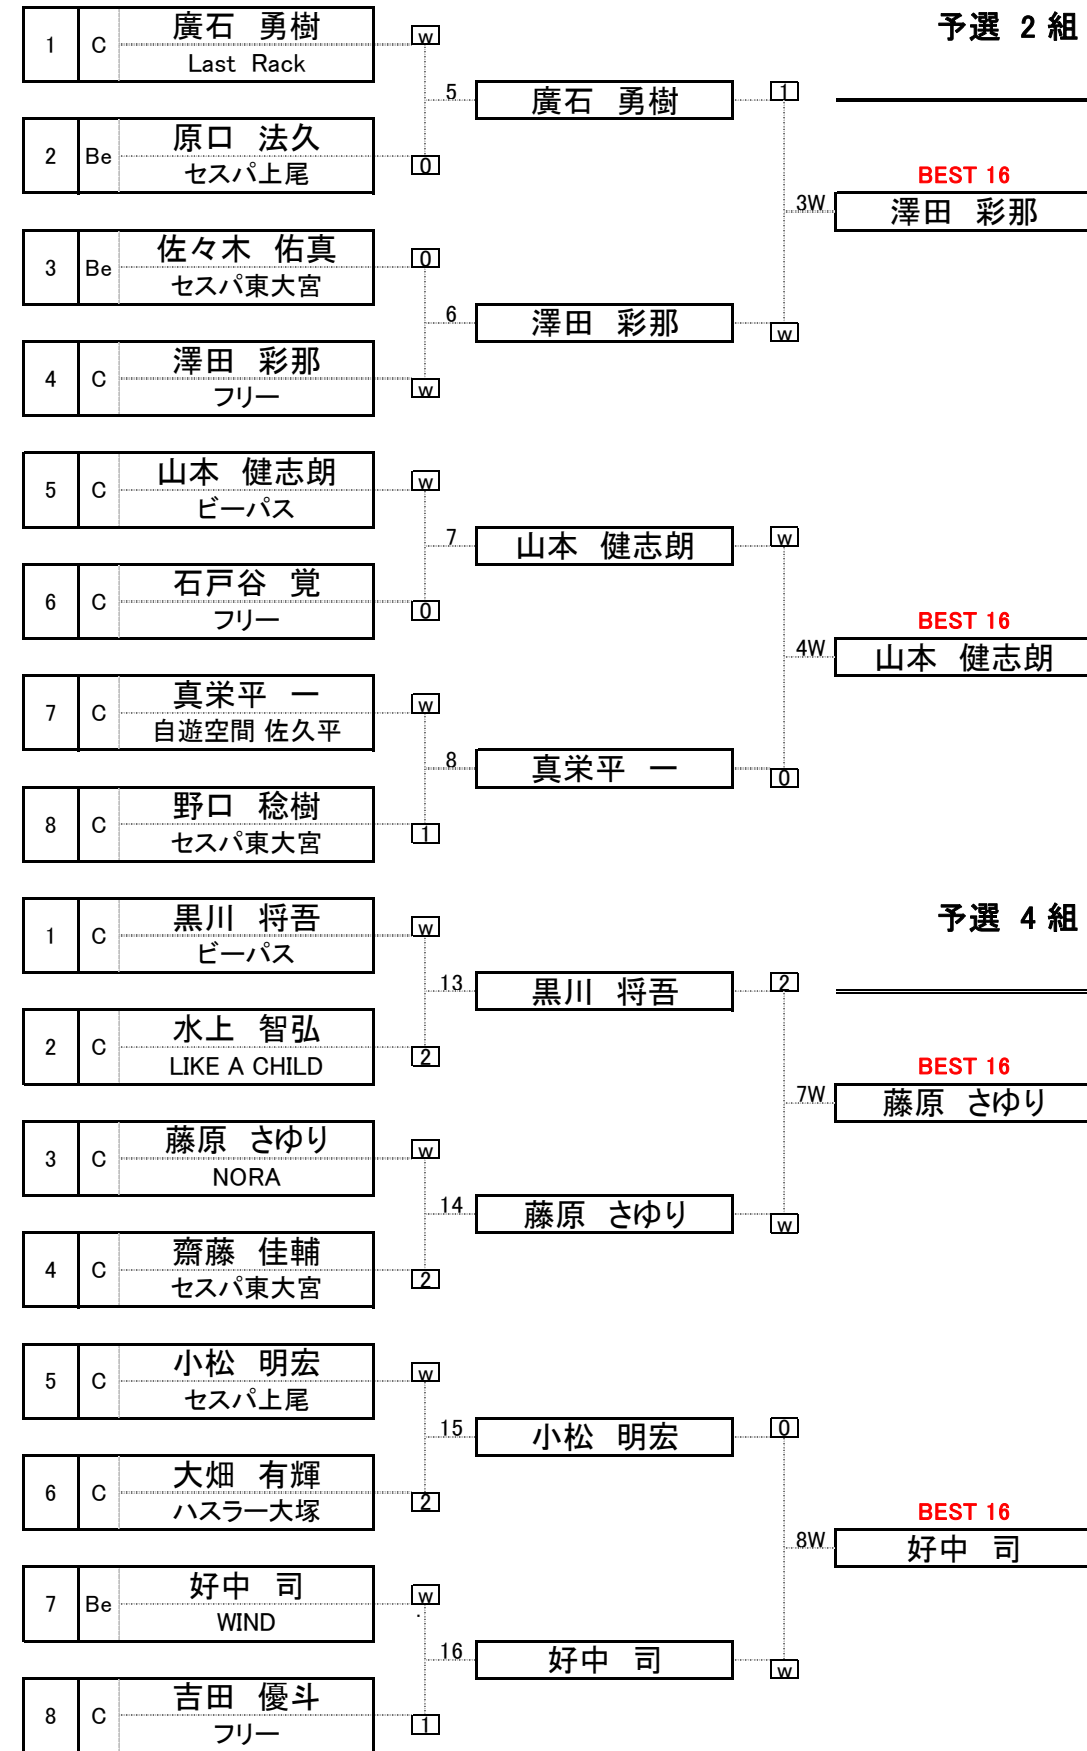 予選 2 組
1 C 廣石 勇樹 w
Last Rack
5 廣石 勇樹 1
2 Be 原口 法久 0
セスパ上尾
BEST 16
3W 澤田 彩那
3 Be 佐々木 佑真 0
セスパ東大宮
6 澤田 彩那 w
4 C 澤田 彩那 w
フリー
5 C 山本 健志朗 w
ビーパス
7 山本 健志朗 w
6 C 石戸谷 覚 0
フリー
BEST 16
4W 山本 健志朗
7 C 真栄平 一 w
自遊空間 佐久平
8 真栄平 一 0
8 C 野口 稔樹 1
セスパ東大宮
予選 4 組
1 C 黒川 将吾 w
ビーパス
13 黒川 将吾 2
2 C 水上 智弘 2
LIKE A CHILD
BEST 16
7W 藤原 さゆり
3 C 藤原 さゆり w
NORA
14 藤原 さゆり w
4 C 齋藤 佳輔 2
セスパ東大宮
5 C 小松 明宏 w
セスパ上尾
15 小松 明宏 0
6 C 大畑 有輝 2
ハスラー大塚
BEST 16
8W 好中 司
7 Be 好中 司 w
WIND
16 好中 司 w
8 C 吉田 優斗 1
フリー